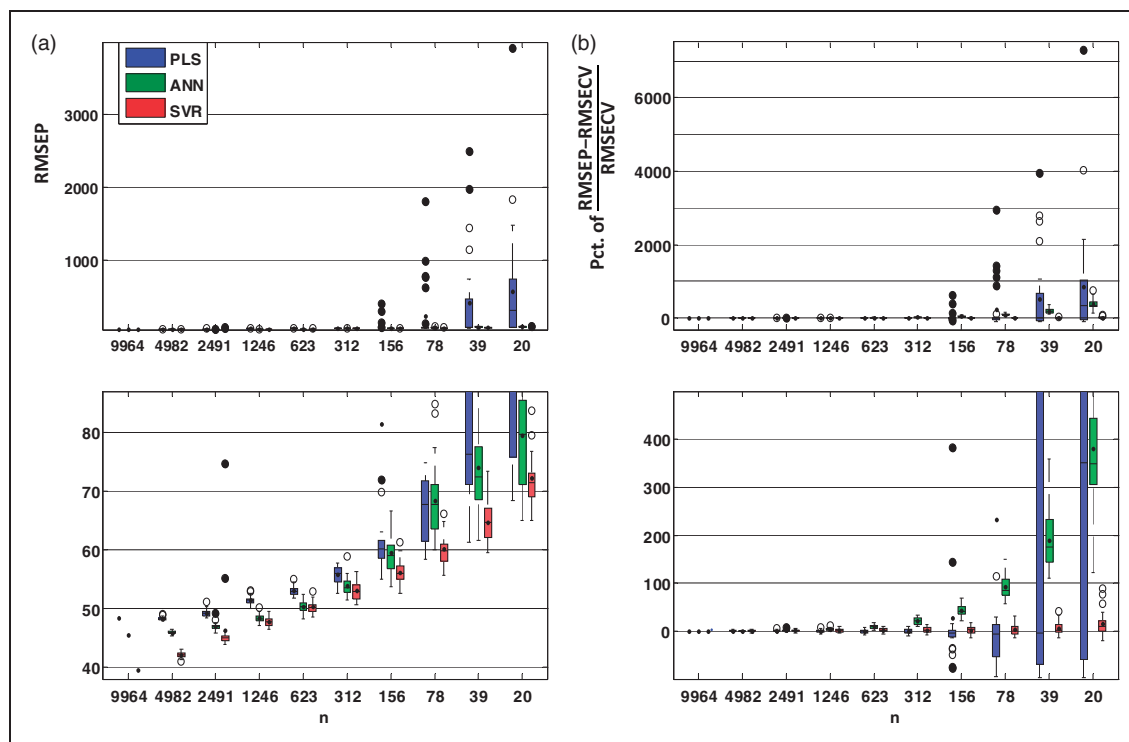 (a)
PLS
ANN
SVR
RMSEP
3000
2000
1000
9964 4982 2491 1246 623 312 156 78 39 20
(b)
Pct. of RMSEP–RMSECV
RMSECV
6000
4000
2000
0
9964 4982 2491 1246 623 312 156 78 39 20
80
70
60
50
40
9964 4982 2491 1246 623 312 156 78 39 20
n
400
300
200
100
0
9964 4982 2491 1246 623 312 156 78 39 20
n